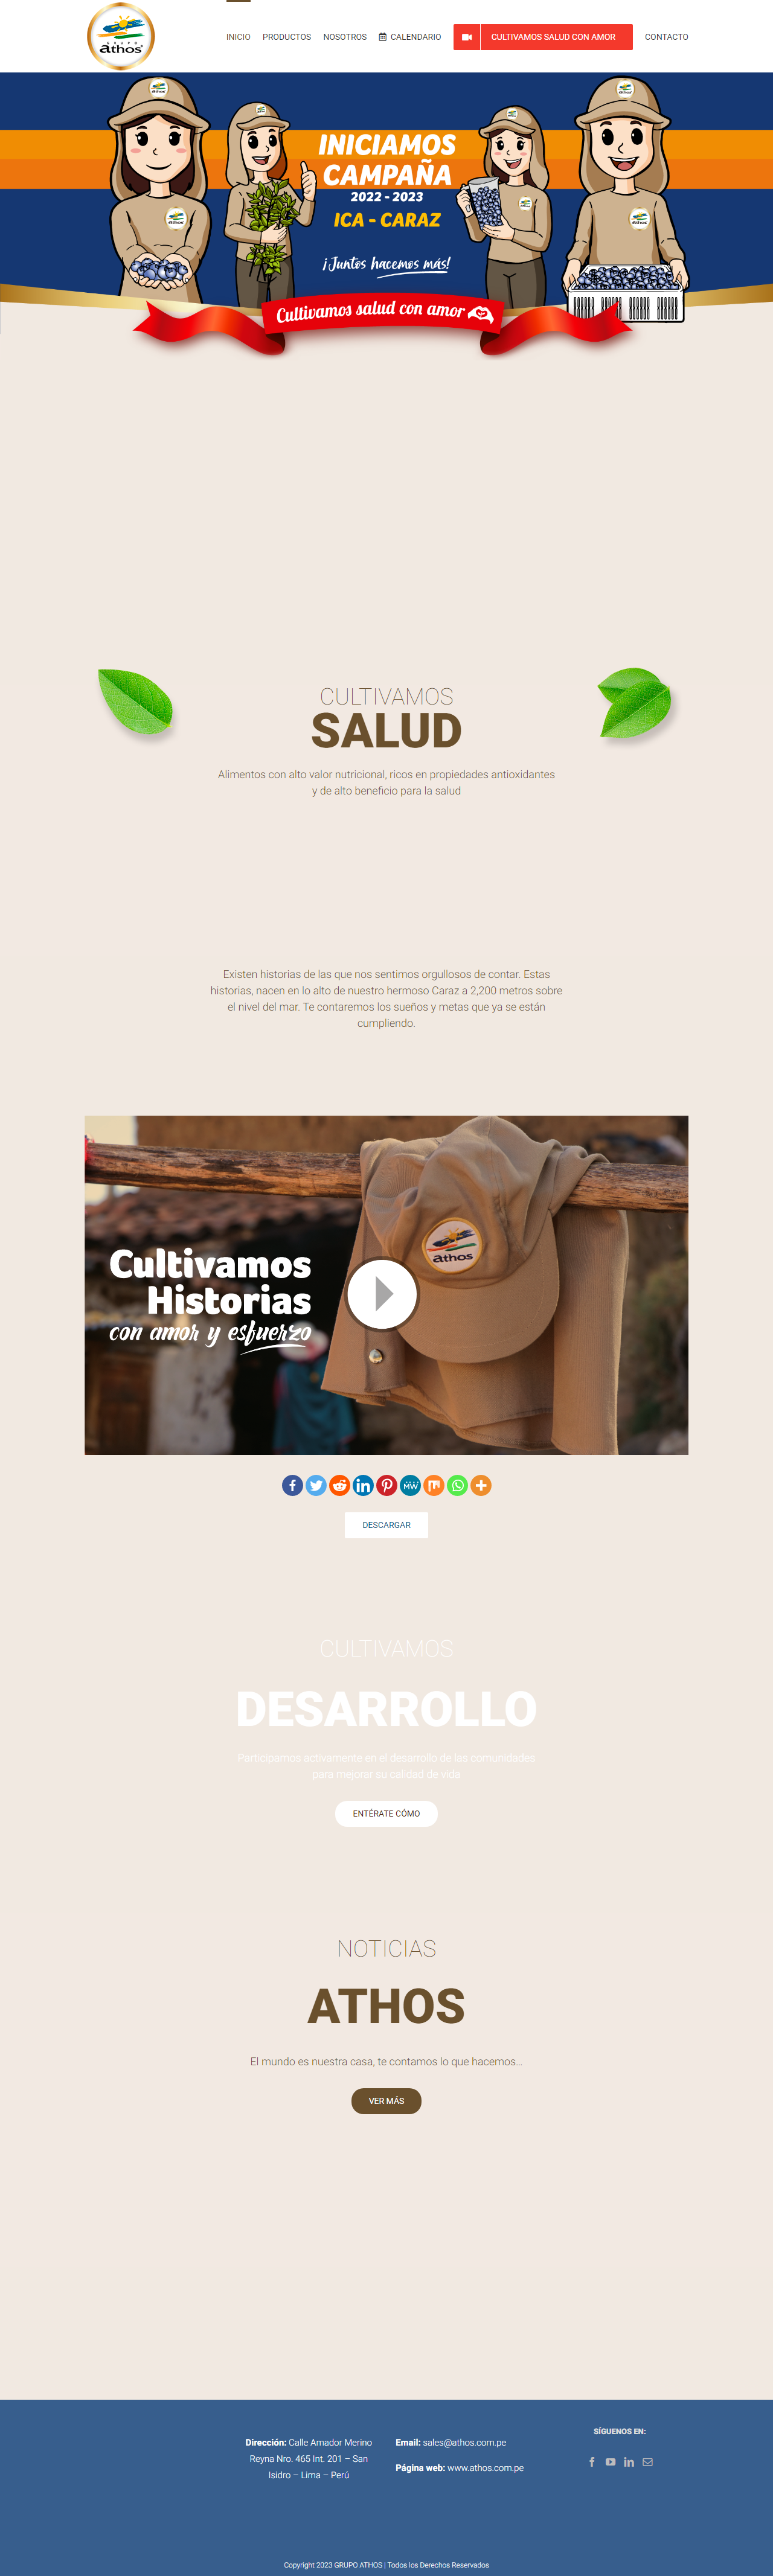 GRUPO
athos
INICIO
PRODUCTOS
NOSOTROS
CALENDARIO
CULTIVAMOS SALUD CON AMOR
CONTACTO
INICIAMOS
CAMPAÑA
2022 - 2023
ICA - CARAZ
¡Juntos hacemos más!
Cultivamos salud con amor
CULTIVAMOS
SALUD
Alimentos con alto valor nutricional, ricos en propiedades antioxidantes
y de alto beneficio para la salud
Existen historias de las que nos sentimos orgullosos de contar. Estas
historias, nacen en lo alto de nuestro hermoso Caraz a 2,200 metros sobre
el nivel del mar. Te contaremos los sueños y metas que ya se están
cumpliendo.
athos
Cultivamos
Historias
con amor y esfuerzo
MW
DESCARGAR
CULTIVAMOS
DESARROLLO
Participamos activamente en el desarrollo de las comunidades
para mejorar su calidad de vida
ENTÉRATE CÓMO
NOTICIAS
ATHOS
El mundo es nuestra casa, te contamos lo que hacemos...
VER MÁS
Dirección: Calle Amador Merino
Reyna Nro. 465 Int. 201 – San
Isidro – Lima – Perú
Email: sales@athos.com.pe
Página web: www.athos.com.pe
SÍGUENOS EN:
Copyright 2023 GRUPO ATHOS | Todos los Derechos Reservados